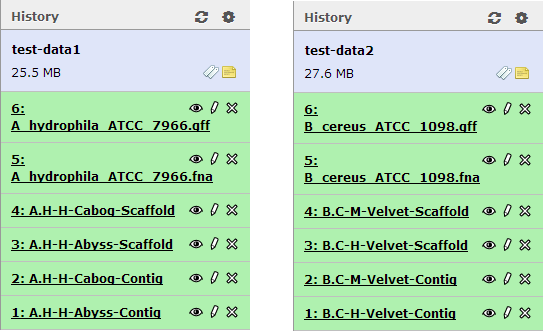 History
test-data1
25.5 MB
6:
A_hydrophila_ATCC_7966.gff
5:
A_hydrophila_ATCC_7966.fna
4: A.H-H-Cabog-Scaffold
3: A.H-H-Abyss-Scaffold
2: A.H-H-Cabog-Contig
1: A.H-H-Abyss-Contig
History
test-data2
27.6 MB
6:
B_cereus_ATCC_1098.gff
5:
B_cereus_ATCC_1098.fna
4: B.C-M-Velvet-Scaffold
3: B.C-H-Velvet-Scaffold
2: B.C-M-Velvet-Contig
1: B.C-H-Velvet-Contig